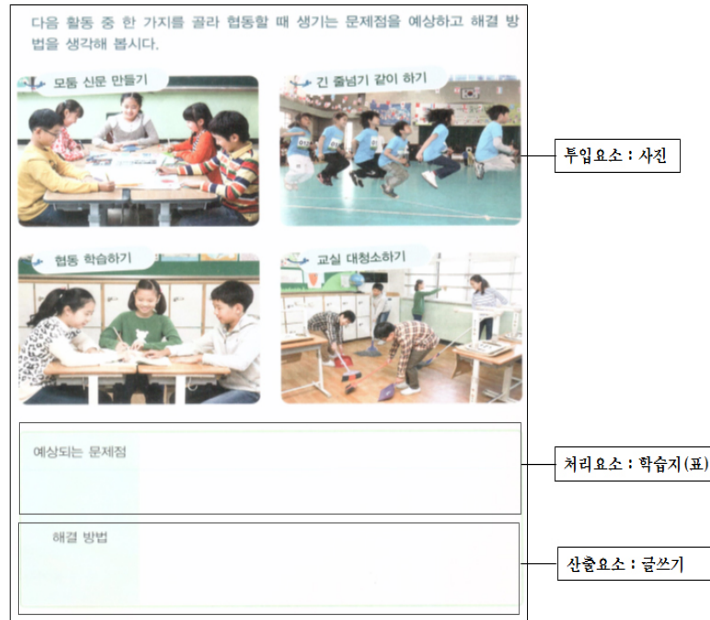 다음 활동 중 한 가지를 골라 협동할 때 생기는 문제점을 예상하고 해결 방
법을 생각해 봅시다.
모둠 신문 만들기
긴 줄넘기 같이 하기
투입요소 : 사진
협동 학습하기
교실 대청소하기
예상되는 문제점
처리요소 : 학습지(표)
해결 방법
산출요소 : 글쓰기